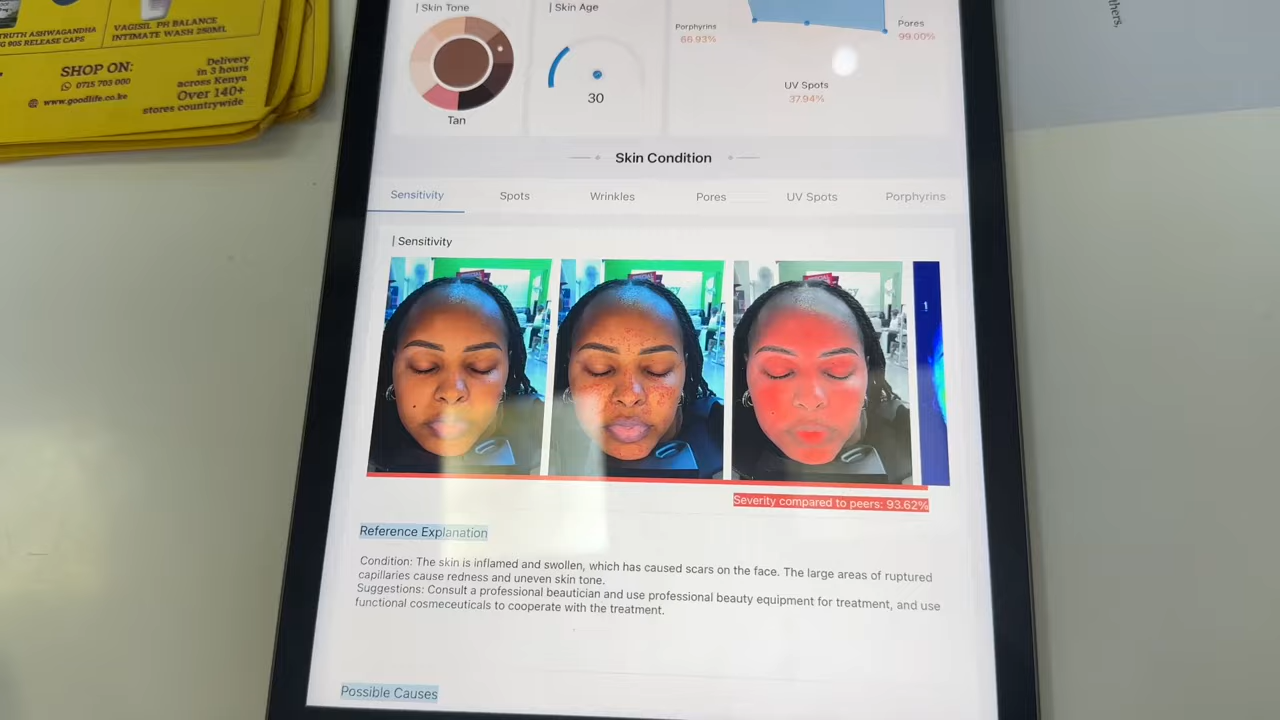 TRUTH ASHWAGANDHA
G 90S RELEASE CAPS
VAGISIL PH BALANCE
INTIMATE WASH 250ML
SHOP ON:
0715 703 000
www.goodlife.co.ke
Delivery
in 3 hours
across Kenya
Over 140+
stores countrywide
thers.
| Skin Tone
Tan
| Skin Age
30
Porphyrins
66.93%
Pores
99.00%
UV Spots
37.94%
Skin Condition
Sensitivity
Spots
Wrinkles
Pores
UV Spots
Porphyrins
| Sensitivity
1
Severity compared to peers: 93.62%
Reference Explanation
Condition: The skin is inflamed and swollen, which has caused scars on the face. The large areas of ruptured
capillaries cause redness and uneven skin tone.
Suggestions: Consult a professional beautician and use professional beauty equipment for treatment, and use
functional cosmeceuticals to cooperate with the treatment.
Possible Causes